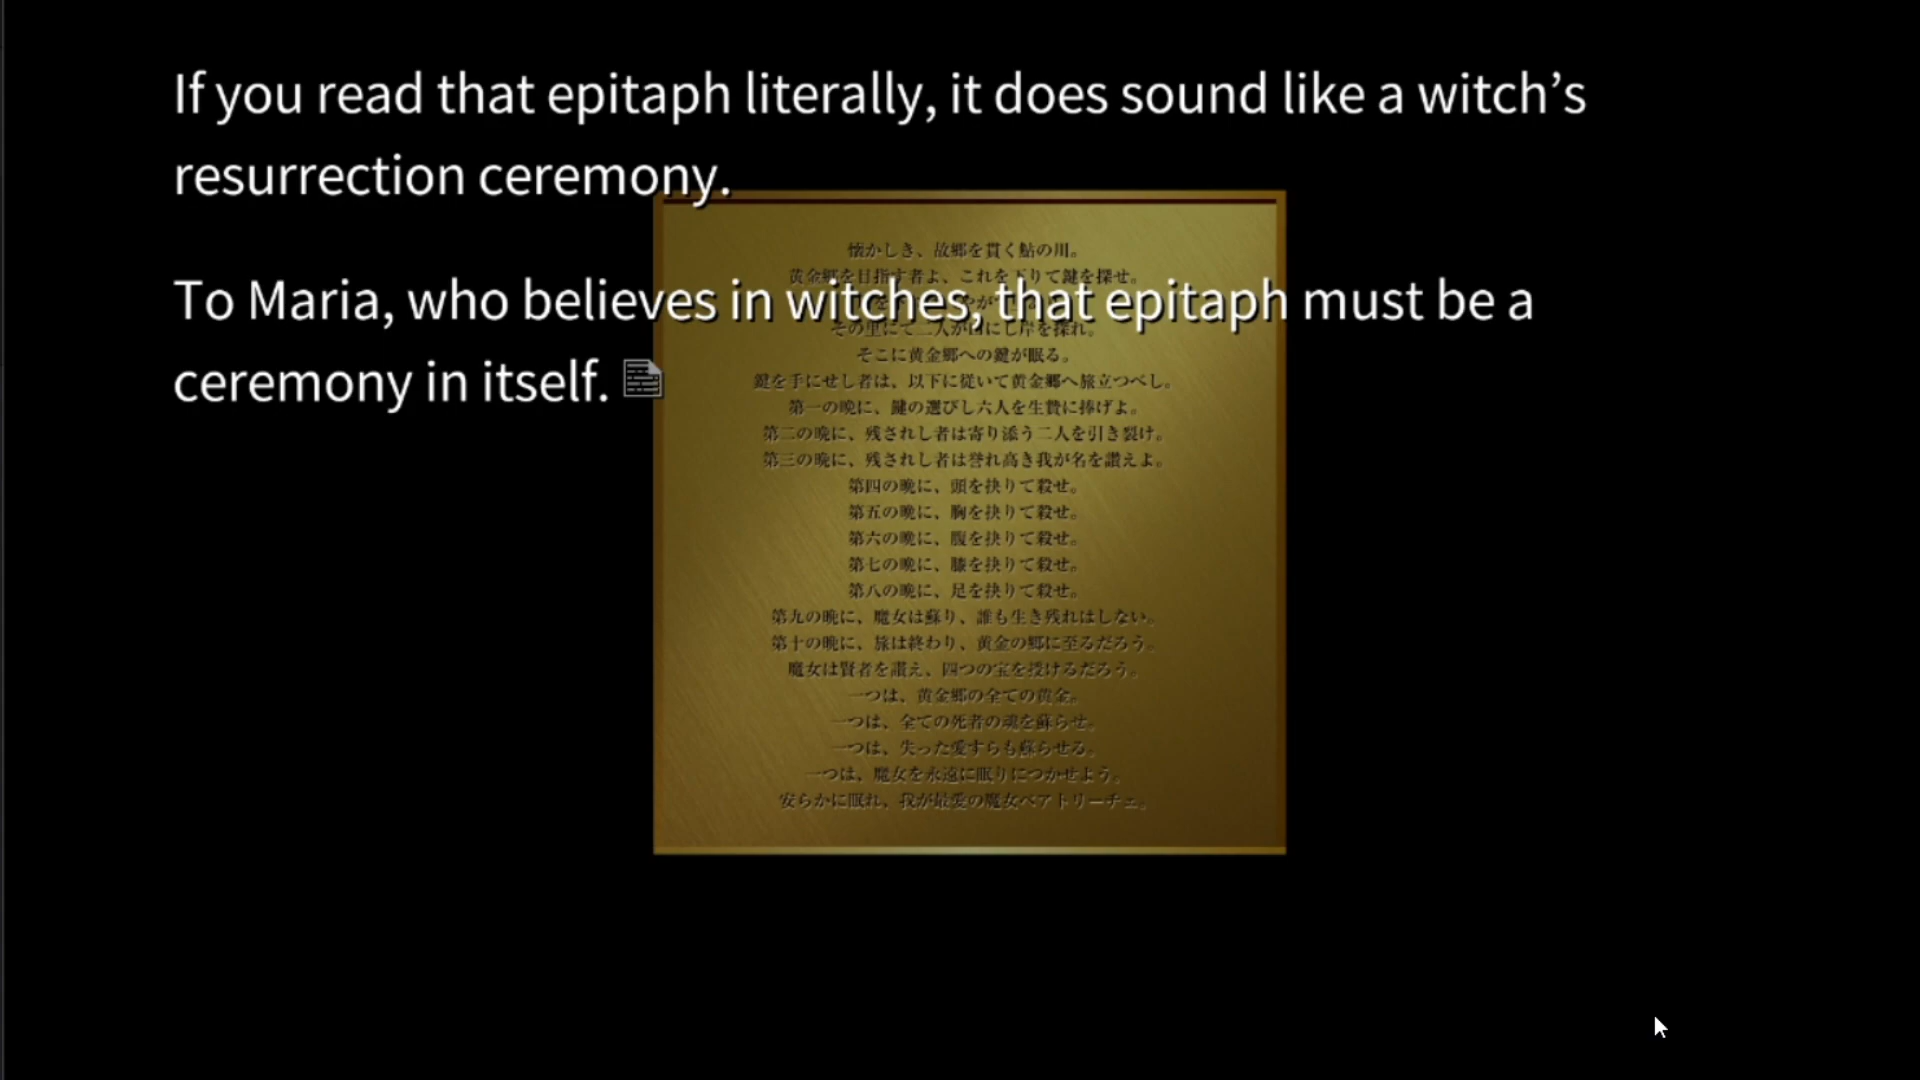 If you read that epitaph literally, it does sound like a witch’s
resurrection ceremony.
To Maria, who believes in witches, that epitaph must be a
ceremony in itself.
懐かしき、故郷を貫く鮎の川。
黄金郷を目指す者よ、これを下りて鍵を探せ。
やが
その里にて二人が口にし岸を探れ。
そこに黄金郷への鍵が眠る。
鍵を手にせし者は、以下に従いて黄金郷へ旅立つべし。
第一の晩に、鍵の選びし六人を生贄に捧げよ。
第二の晩に、残されし者は寄り添う二人を引き裂け。
第三の晩に、残されし者は誉れ高き我が名を讃えよ。
第四の晩に、頭を抉りて殺せ。
第五の晩に、胸を抉りて殺せ。
第六の晩に、腹を抉りて殺せ。
第七の晩に、膝を抉りて殺せ。
第八の晩に、足を抉りて殺せ。
第九の晩に、魔女は蘇り、誰も生き残れはしない。
第十の晩に、旅は終わり、黄金の郷に至るだろう。
魔女は賢者を讃え、四つの宝を授けるだろう。
一つは、黄金郷の全ての黄金。
一つは、全ての死者の魂を蘇らせ。
一つは、失った愛すらも蘇らせる。
一つは、魔女を永遠に眠りにつかせよう。
安らかに眠れ、我が最愛の魔女ベアトリーチェ。